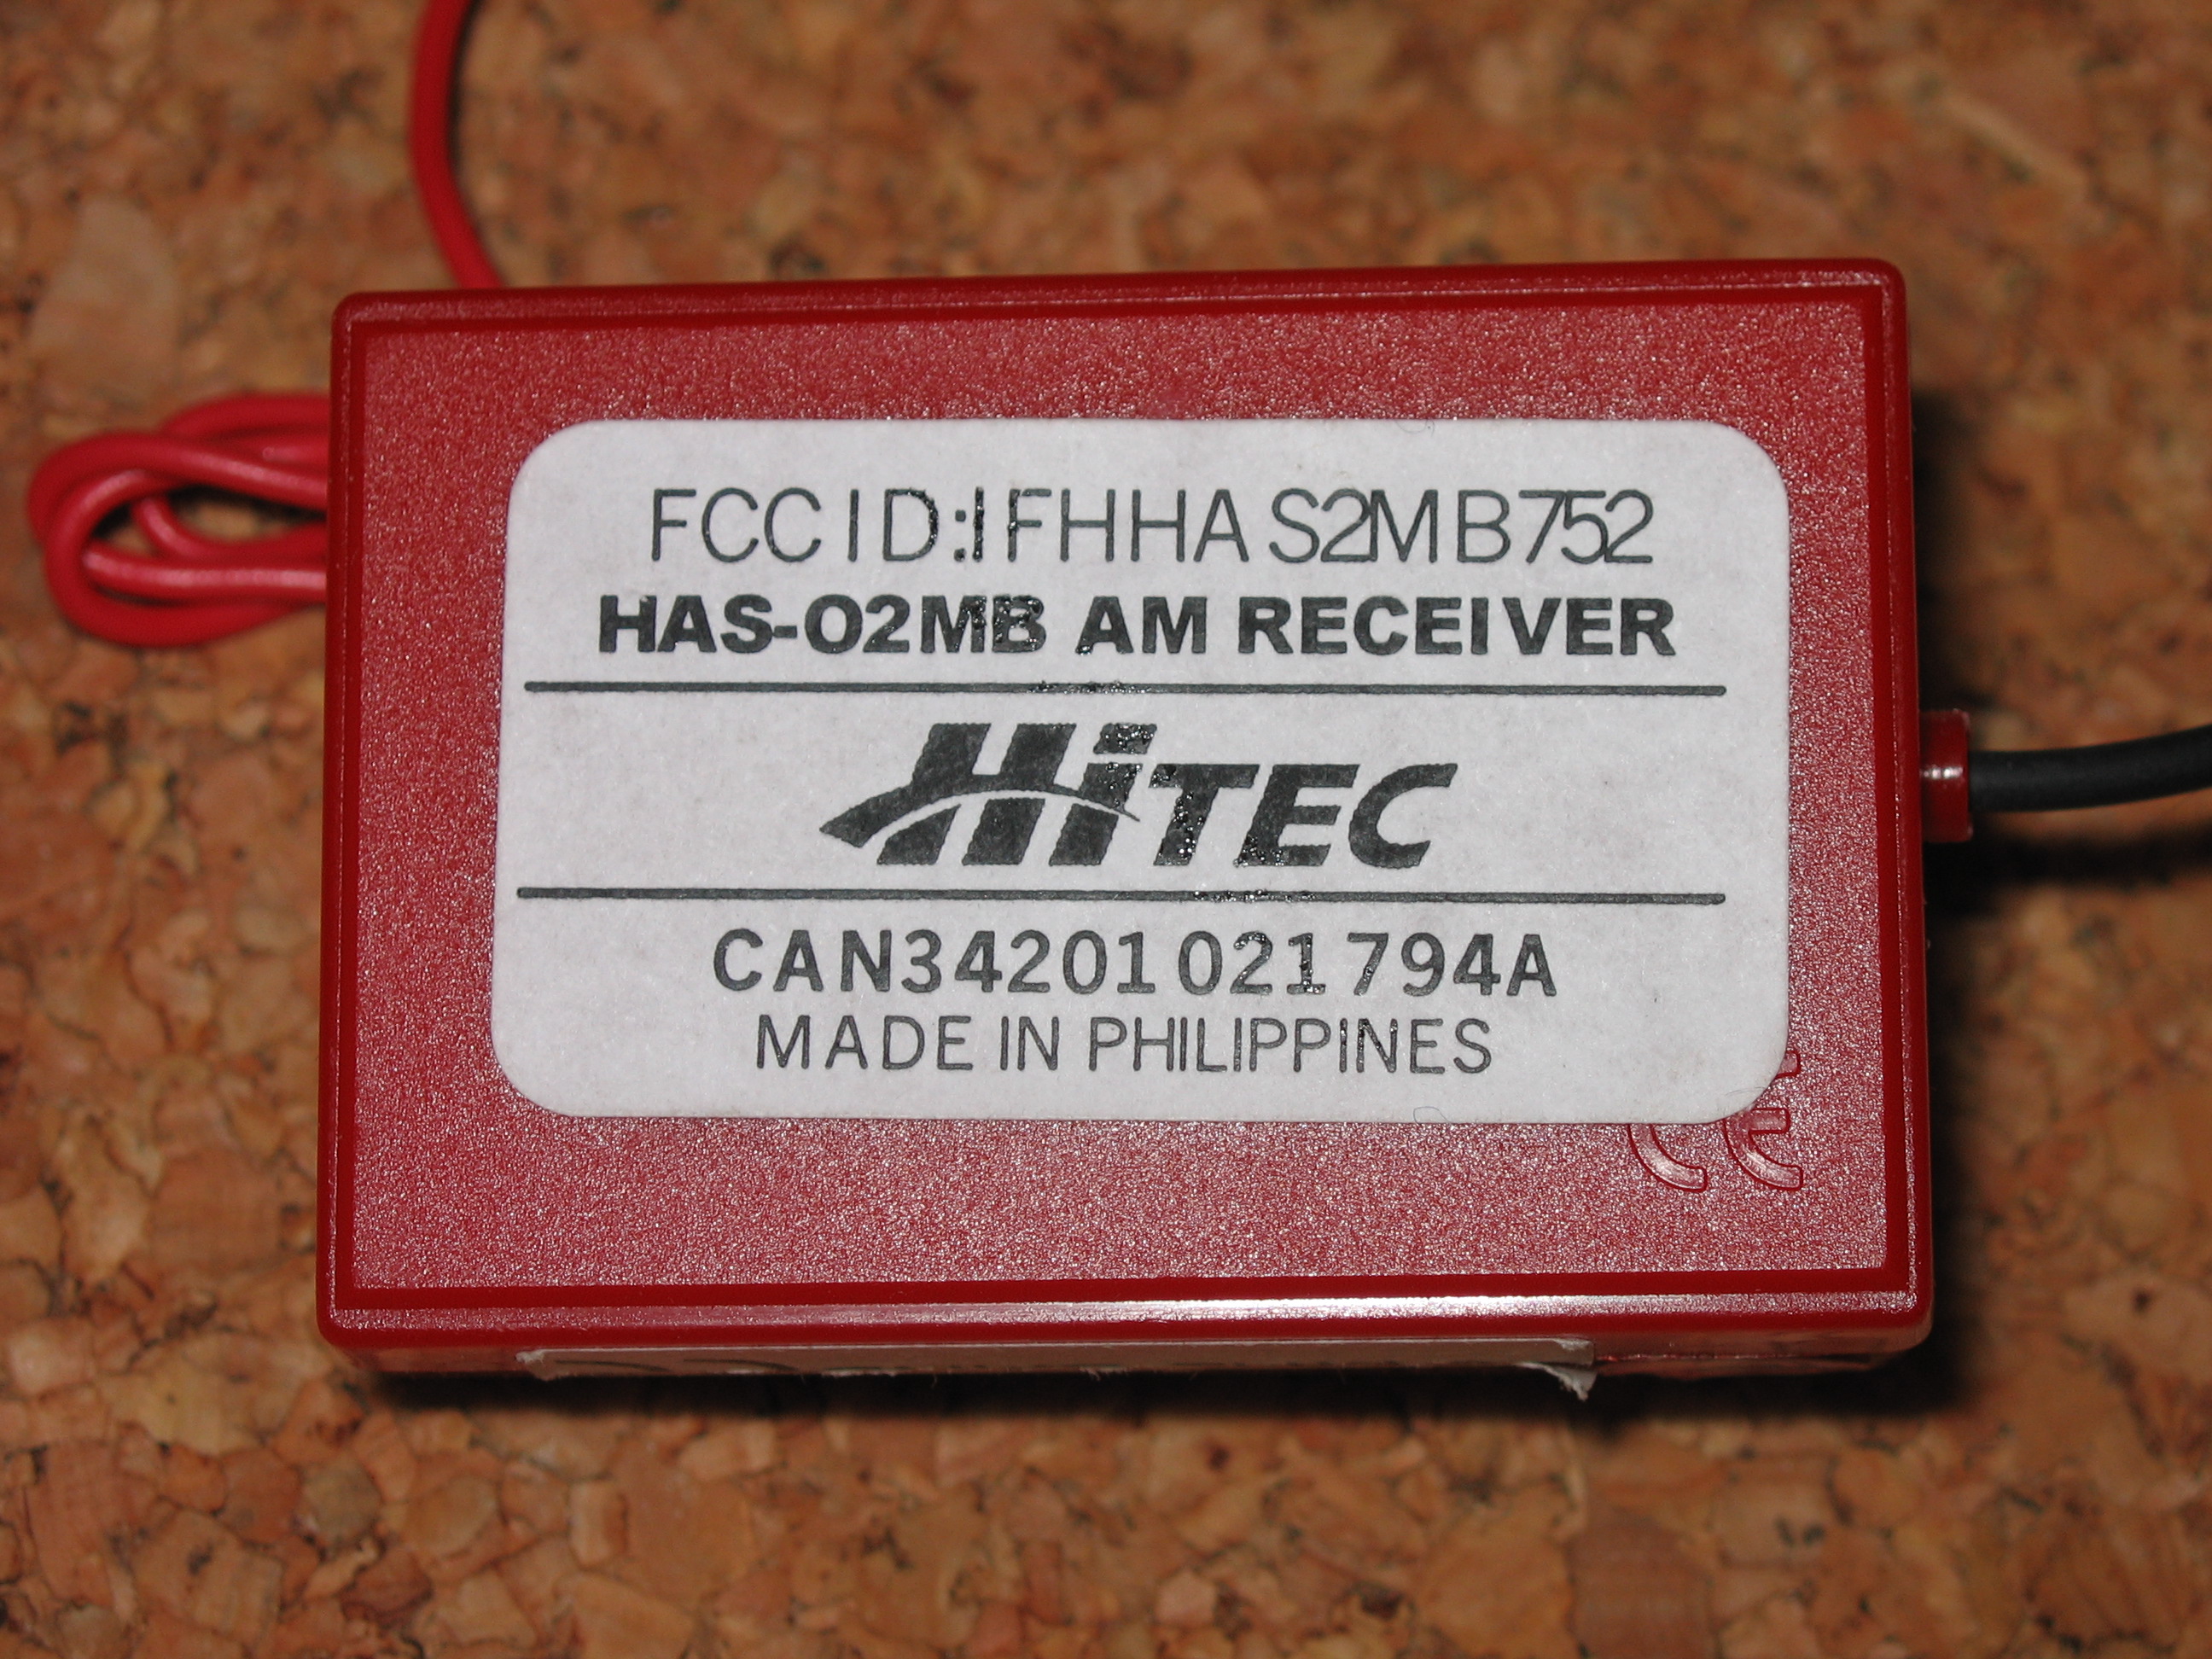 FCC ID:IFHHAS2MB752
HAS-02MB AM RECEIVER
HiTEC
CAN34201021794A
MADE IN PHILIPPINES
CE